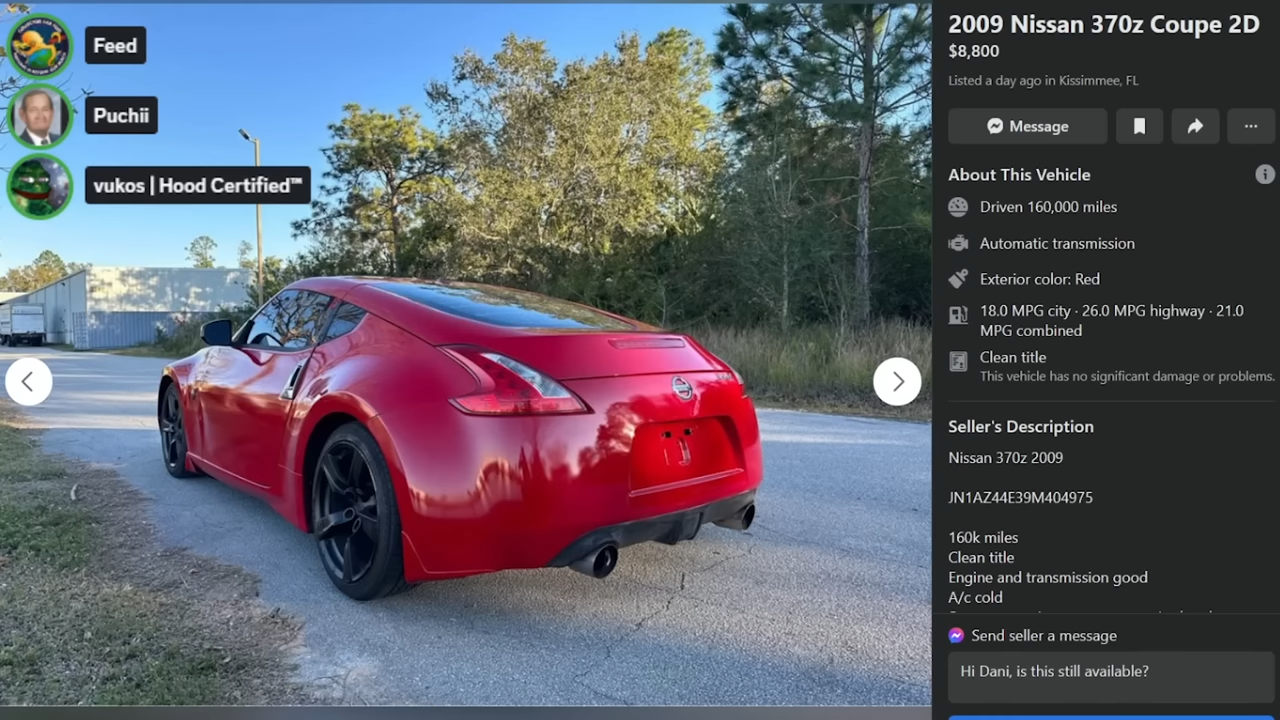 Feed
Puchii
vukos | Hood Certified™
2009 Nissan 370z Coupe 2D
$8,800
Listed a day ago in Kissimmee, FL
Message
About This Vehicle
Driven 160,000 miles
Automatic transmission
Exterior color: Red
18.0 MPG city · 26.0 MPG highway · 21.0
MPG combined
Clean title
This vehicle has no significant damage or problems.
Seller's Description
Nissan 370z 2009
JN1AZ44E39M404975
160k miles
Clean title
Engine and transmission good
A/c cold
Send seller a message
Hi Dani, is this still available?